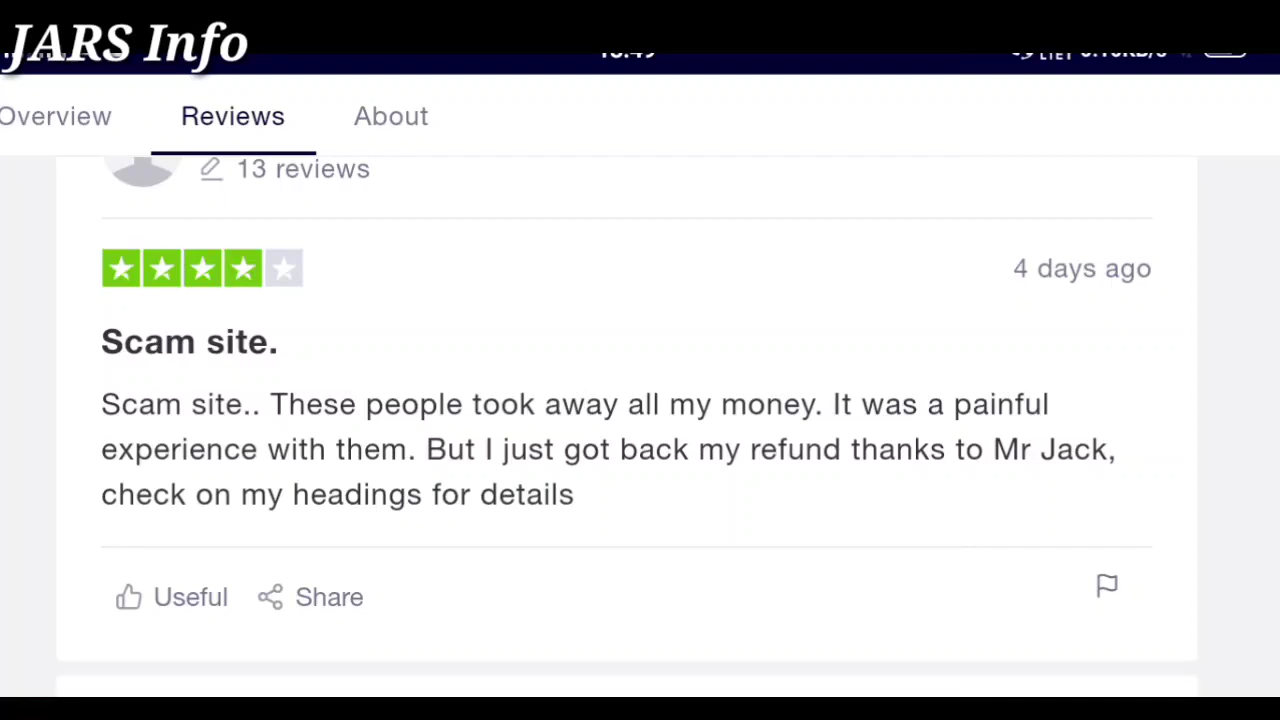 JARS Info
Overview Reviews About
13 reviews
4 days ago
Scam site.
Scam site.. These people took away all my money. It was a painful
experience with them. But I just got back my refund thanks to Mr Jack,
check on my headings for details
Useful Share